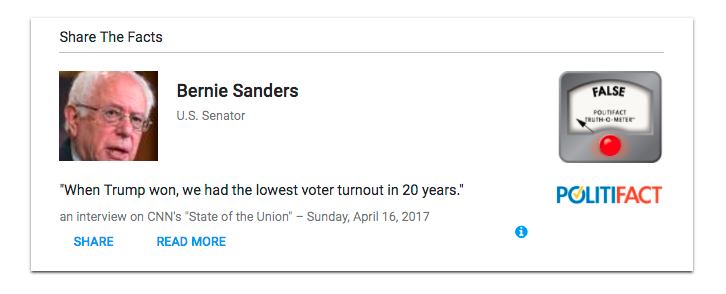 Share The Facts
Bernie Sanders
U.S. Senator
FALSE
POLITIFACT
TRUTH-O-METER™
"When Trump won, we had the lowest voter turnout in 20 years."
POLITIFACT
an interview on CNN's "State of the Union" – Sunday, April 16, 2017
SHARE READ MORE